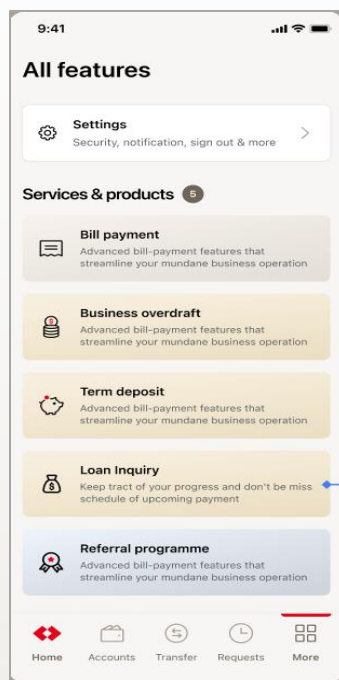 9:41
All features
Settings
Security, notification, sign out & more
Services & products 5
Bill payment
Advanced bill-payment features that
streamline your mundane business operation
Business overdraft
Advanced bill-payment features that
streamline your mundane business operation
Term deposit
Advanced bill-payment features that
streamline your mundane business operation
Loan Inquiry
Keep tract of your progress and don't be miss
schedule of upcoming payment
Referral programme
Advanced bill-payment features that
streamline your mundane business operation
Home Accounts Transfer Requests More